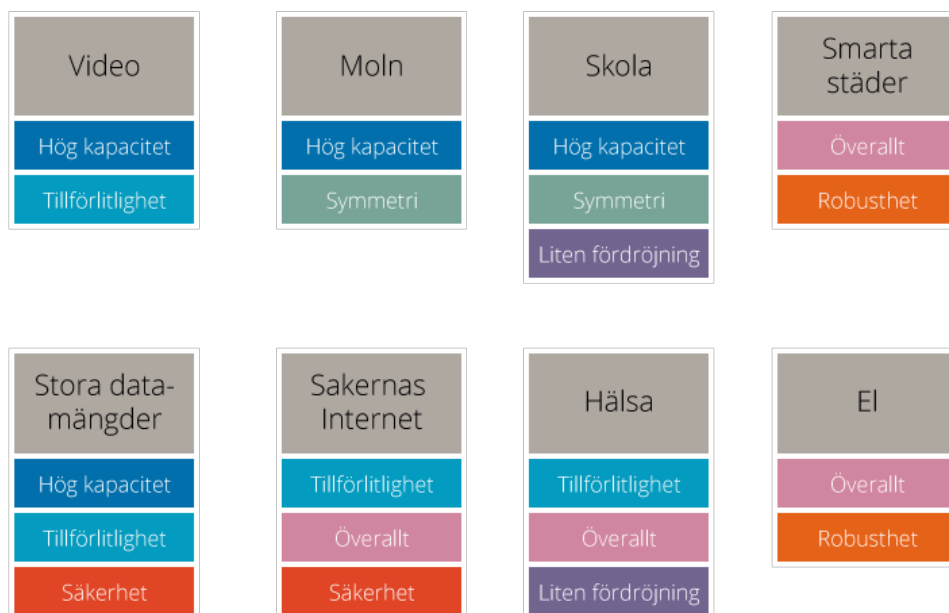 Video
Hög kapacitet
Tillförlitlighet
Moln
Hög kapacitet
Symmetri
Skola
Hög kapacitet
Symmetri
Liten fördröjning
Smarta
städer
Överallt
Robusthet
Stora data-
mängder
Hög kapacitet
Tillförlitlighet
Säkerhet
Sakernas
Internet
Tillförlitlighet
Överallt
Säkerhet
Hälsa
Tillförlitlighet
Överallt
Liten fördröjning
El
Överallt
Robusthet